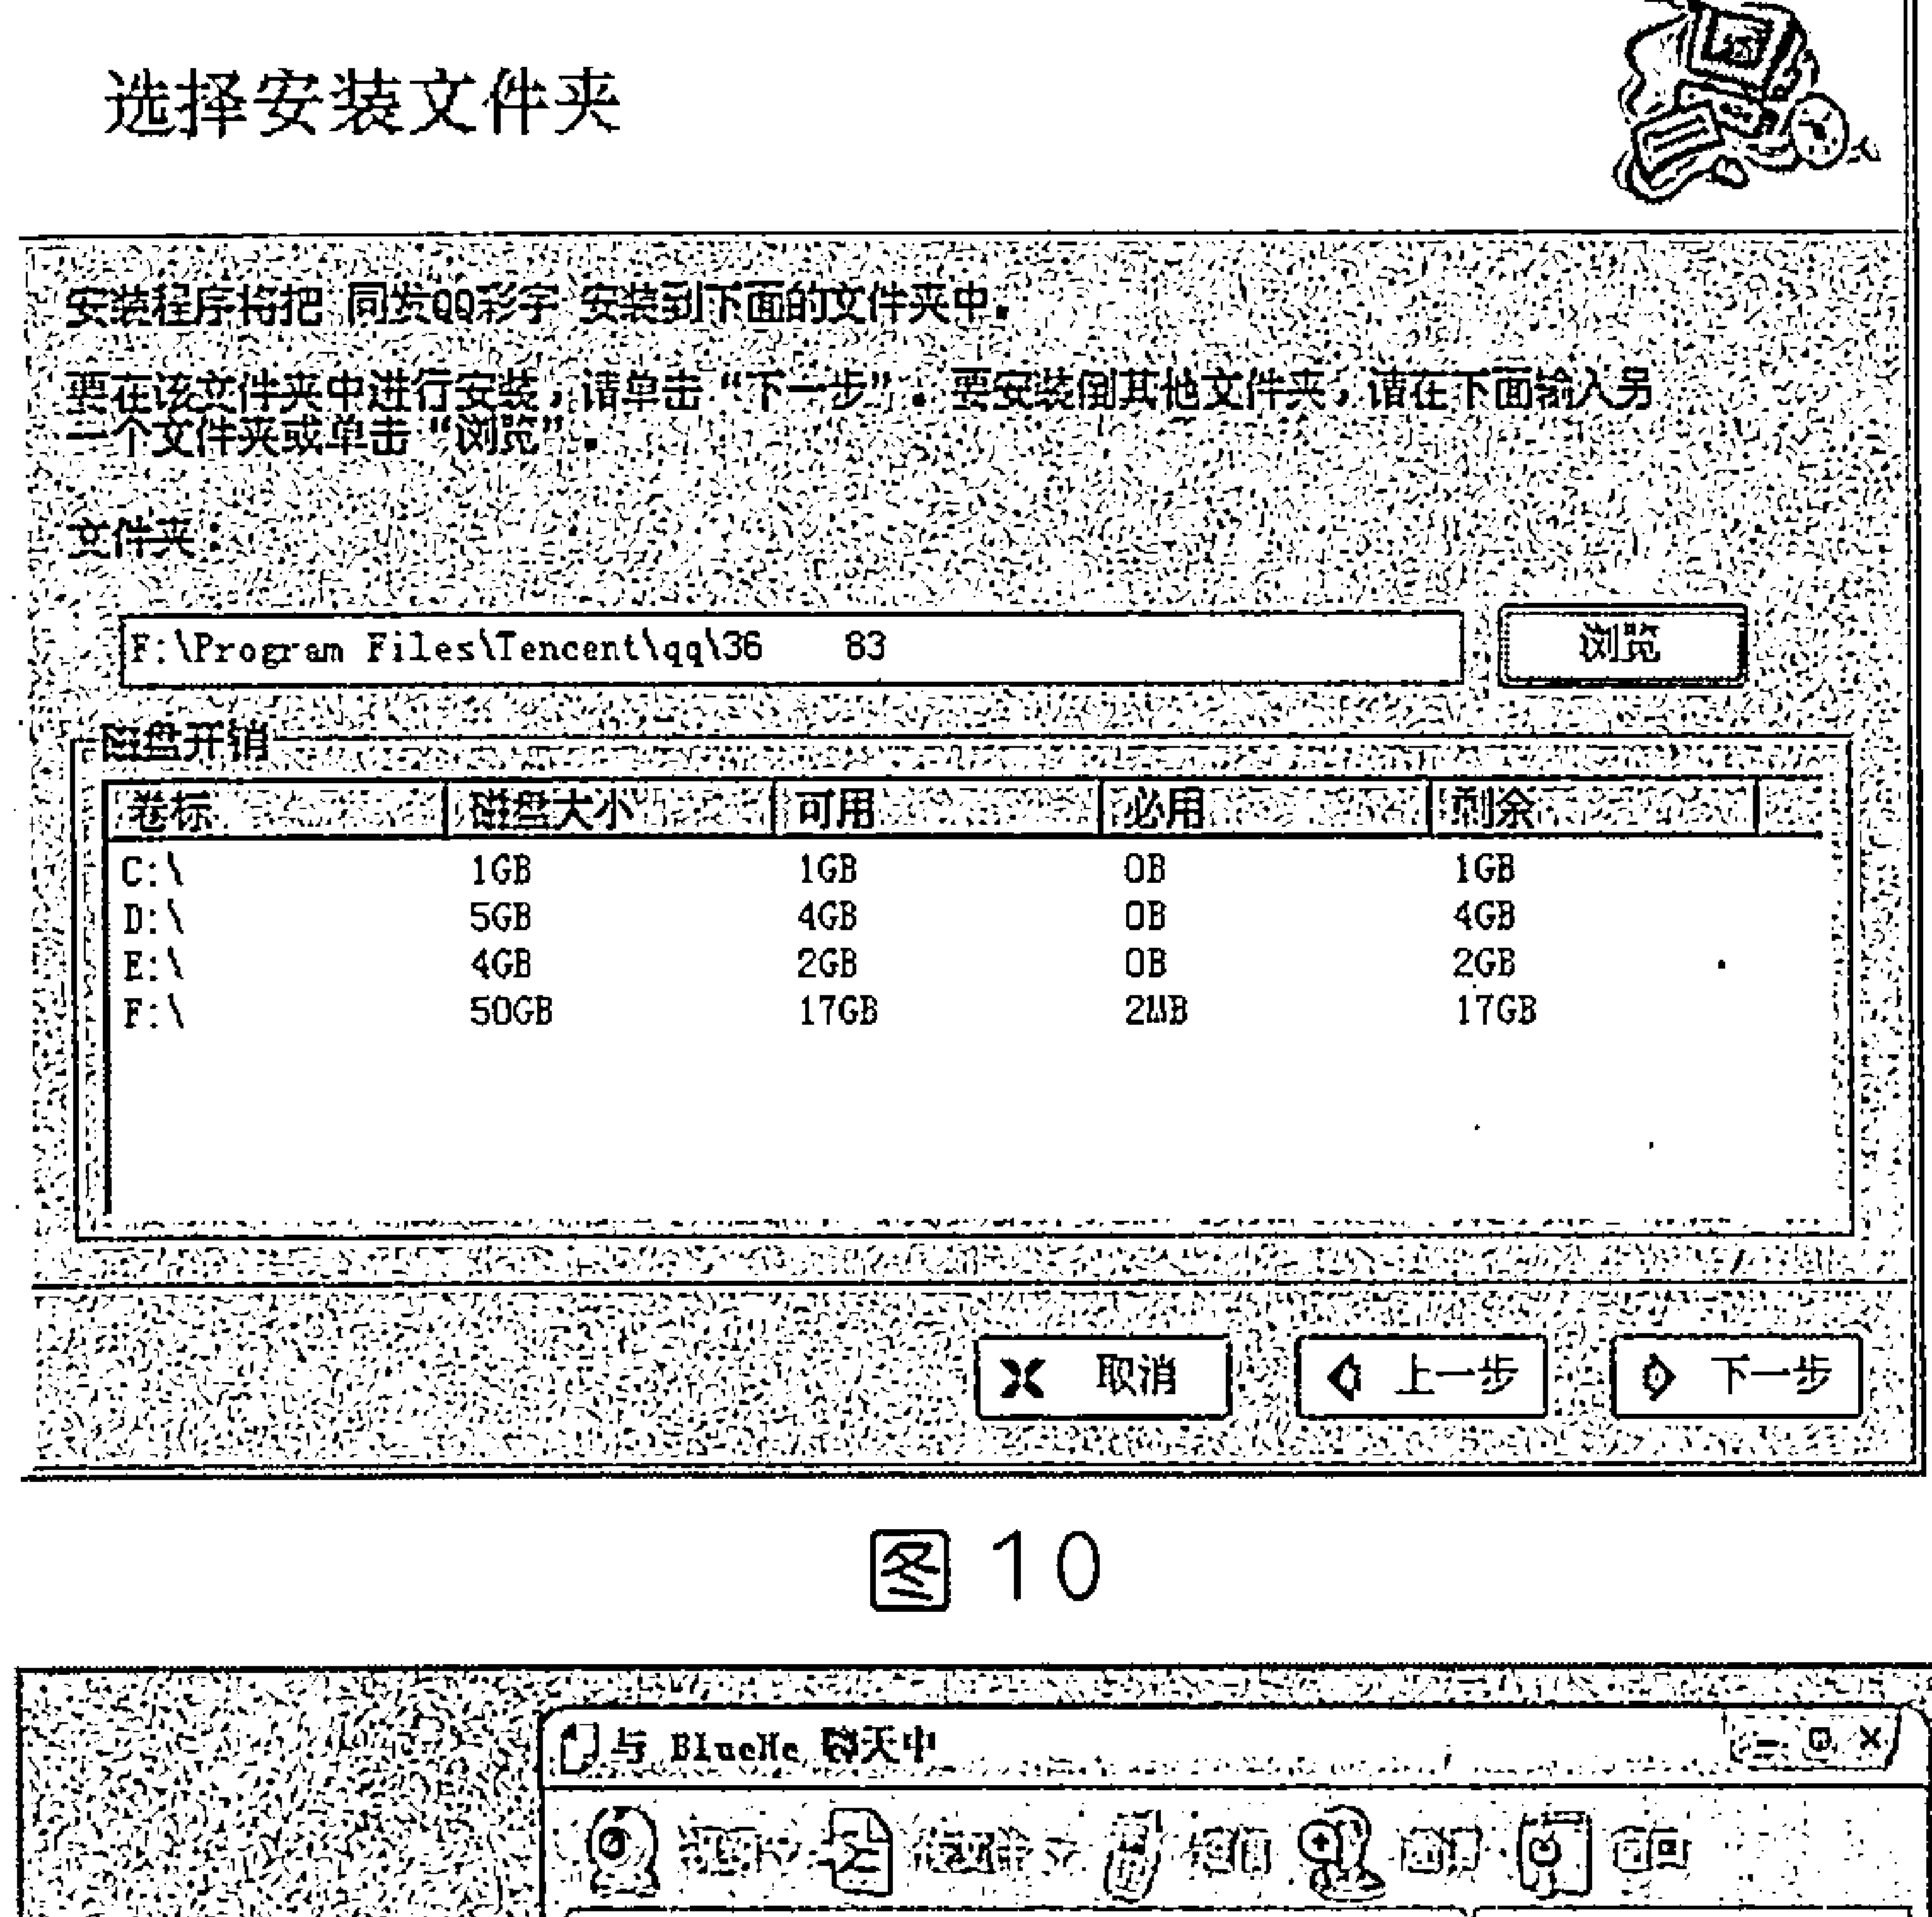 选择安装文件夹
安装程序将把 同发QQ彩字 安装到下面的文件夹中。
要在该文件夹中进行安装，请单击“下一步”。要安装倒其他文件夹，请在下面输入另
一个文件夹或单击“浏览”。
文件夹：
F:\Program Files\Tencent\qq\36 83
浏览
磁盘开销
卷标 磁盘大小 可用 必用 剩余
C:\ 1GB 1GB 0B 1GB
D:\ 5GB 4GB 0B 4GB
E:\ 4GB 2GB 0B 2GB
F:\ 50GB 17GB 2MB 17GB
取消 上一步 下一步
图 10
与 聊天中